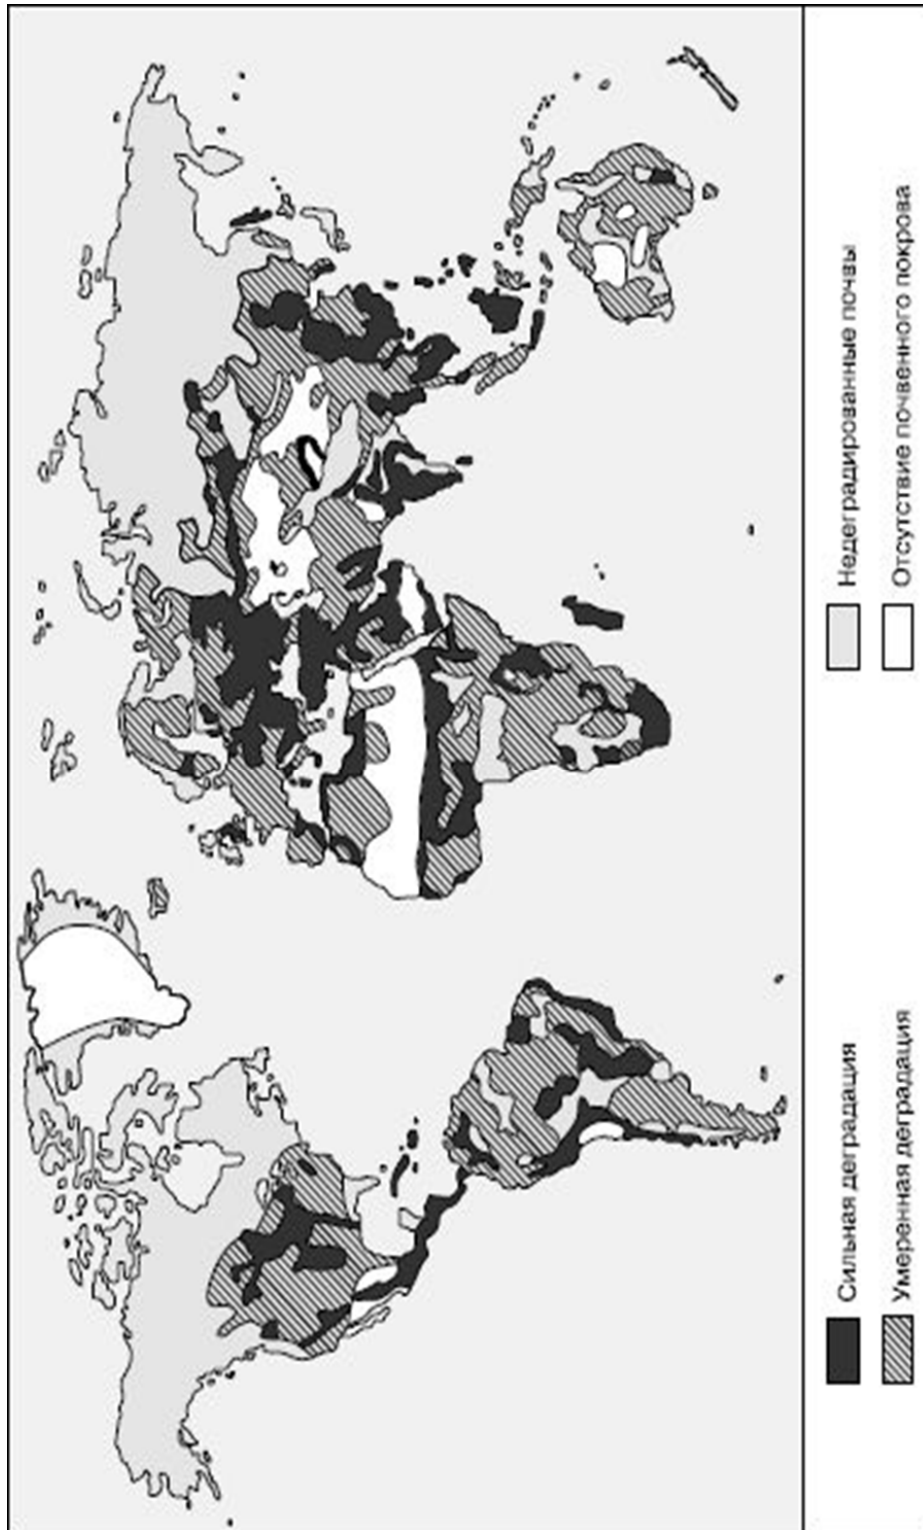 Сильная деградация
Умеренная деградация
Недеградированные почвы
Отсутствие почвенного покрова